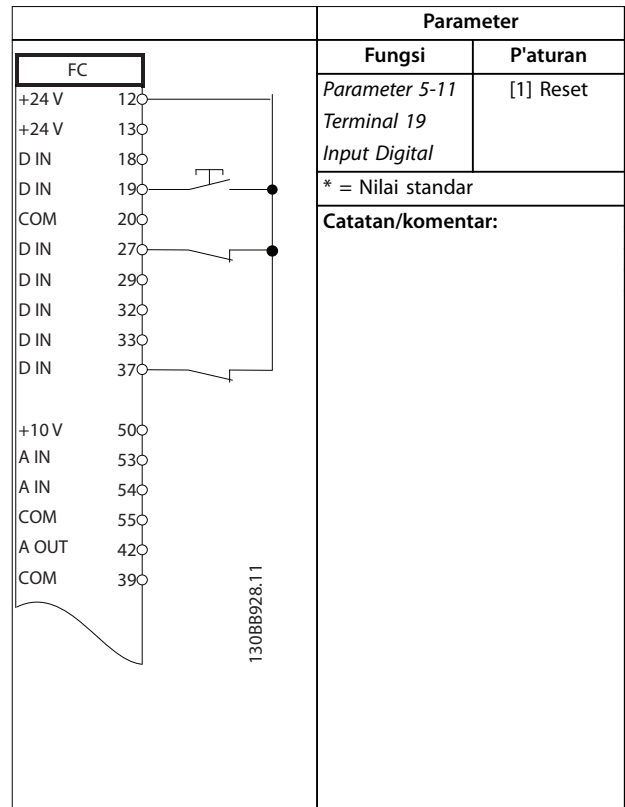 Parameter
Fungsi P'aturan
Parameter 5-11 [1] Reset
Terminal 19
Input Digital
* = Nilai standar
Catatan/komentar:
FC
+24 V 12
+24 V 13
D IN 18
D IN 19
COM 20
D IN 27
D IN 29
D IN 32
D IN 33
D IN 37
+10 V 50
A IN 53
A IN 54
COM 55
A OUT 42
COM 39
130BB928.11